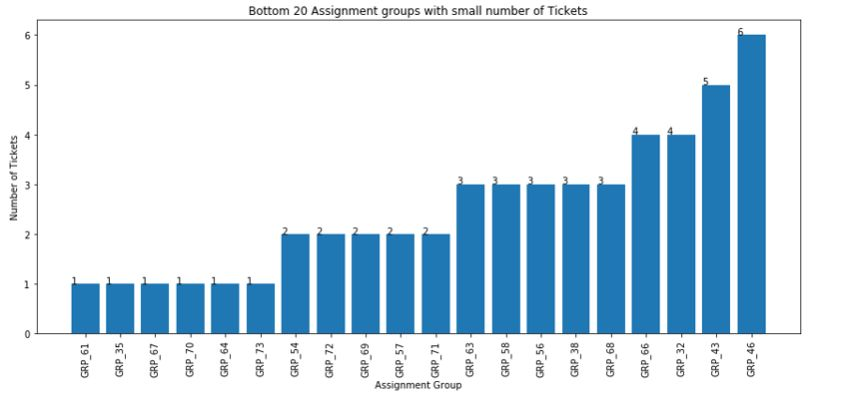 Bottom 20 Assignment groups with small number of Tickets
Number of Tickets
6
5
4
3
2
1
0
1 1 1 1 1 1 2 2 2 2 2 3 3 3 3 3 4 4 5 6
GRP_61 GRP_35 GRP_67 GRP_70 GRP_64 GRP_73 GRP_54 GRP_72 GRP_69 GRP_57 GRP_71 GRP_63 GRP_58 GRP_56 GRP_38 GRP_68 GRP_66 GRP_32 GRP_43 GRP_46
Assignment Group